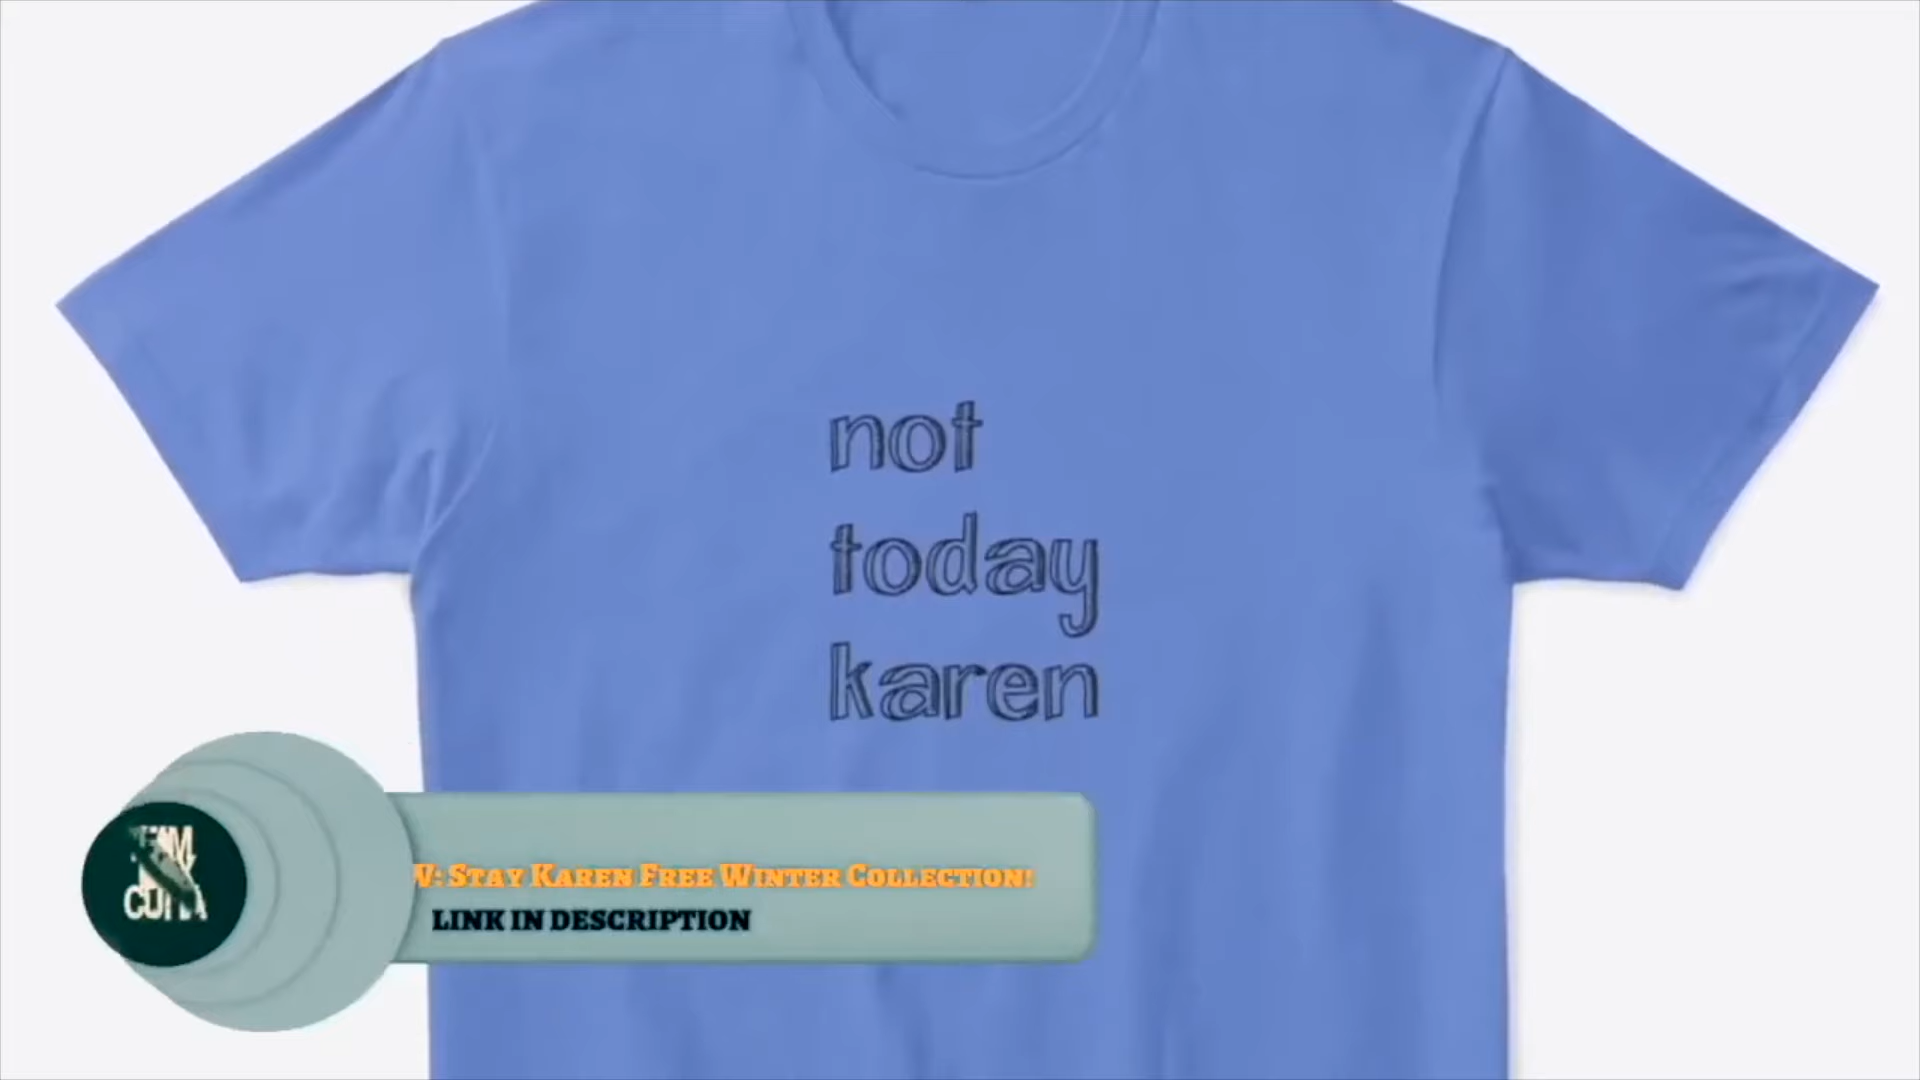 not
today
karen
: Stay Karen Free Winter Collection!
LINK IN DESCRIPTION